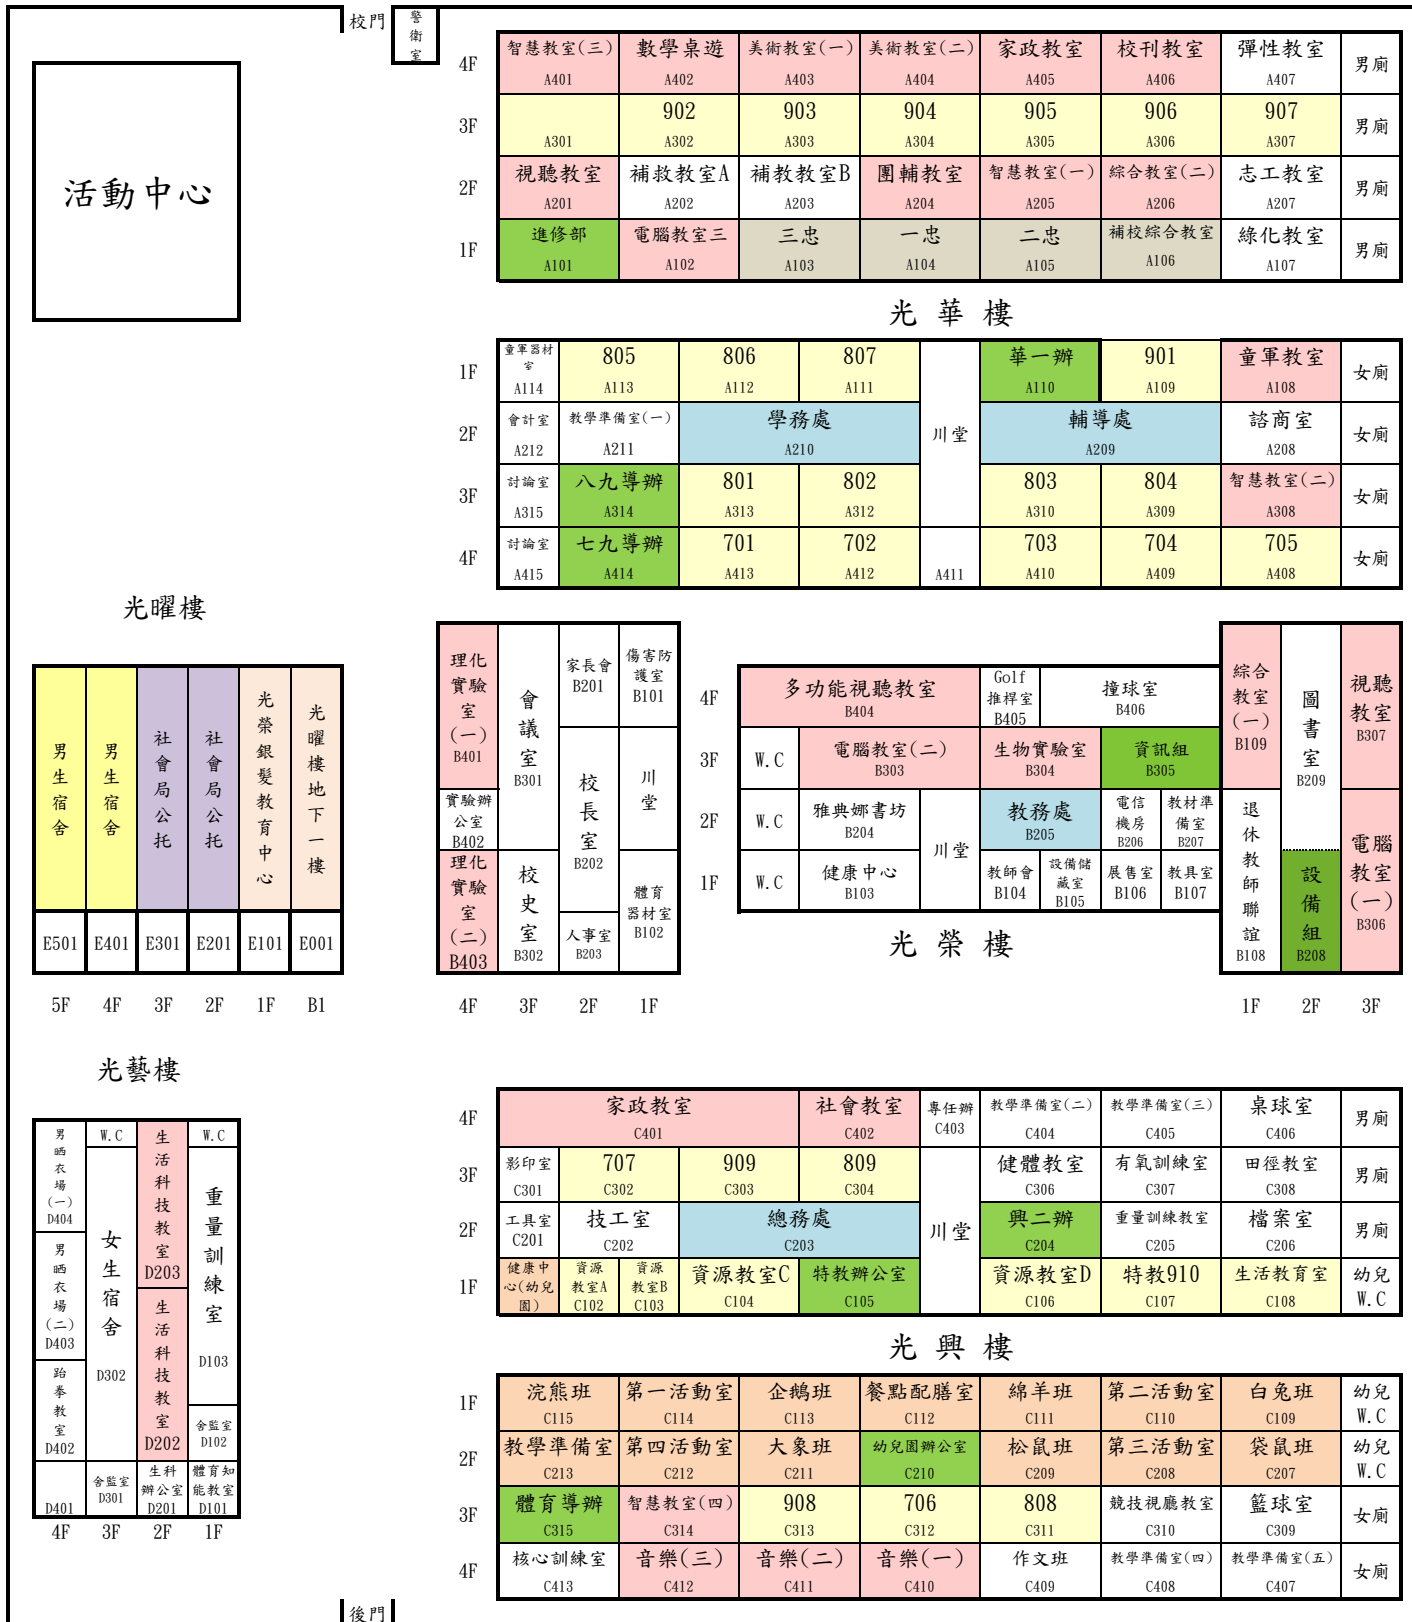 校門
警衛室
活動中心
4F 智慧教室(三) 數學桌遊 美術教室(一) 美術教室(二) 家政教室 校刊教室 彈性教室 男廁
A401 A402 A403 A404 A405 A406 A407
3F 902 903 904 905 906 907 男廁
A301 A302 A303 A304 A305 A306 A307
2F 視聽教室 補救教室A 補教教室B 團輔教室 智慧教室(一) 綜合教室(二) 志工教室 男廁
A201 A202 A203 A204 A205 A206 A207
1F 進修部 電腦教室三 三忠 一忠 二忠 補校綜合教室 綠化教室 男廁
A101 A102 A103 A104 A105 A106 A107
光華樓
1F 童軍器材室 805 806 807 華一辦 901 童軍教室 女廁
A114 A113 A112 A111 A110 A109 A108
川堂
2F 會計室 教學準備室(一) 學務處 輔導處 諮商室 女廁
A212 A211 A210 A209 A208
3F 討論室 八九導辦 801 802 803 804 智慧教室(二) 女廁
A315 A314 A313 A312 A310 A309 A308
4F 討論室 七九導辦 701 702 703 704 705 女廁
A415 A414 A413 A412 A411 A410 A409 A408
光曜樓
男生宿舍 男生宿舍 社會局公托 社會局公托 光榮銀髮教育中心 光曜樓地下一樓
E501 E401 E301 E201 E101 E001
5F 4F 3F 2F 1F B1
理化實驗室(一)
B401
實驗辦公室
B402
理化實驗室(二)
B403
會議室
B301
校史室
B302
家長會
B201
校長室
B202
人事室
B203
傷害防護室
B101
川堂
體育器材室
B102
4F 3F 2F 1F
4F 多功能視聽教室 Golf推桿室 撞球室
B404 B405 B406
3F W.C 電腦教室(二) 生物實驗室 資訊組
B303 B304 B305
2F W.C 雅典娜書坊 教務處 電信機房 教材準備室
B204 B205 B206 B207
川堂
1F W.C 健康中心 教師會 設備儲藏室 展售室 教具室
B103 B104 B105 B106 B107
光榮樓
綜合教室(一)
B109
退休教師聯誼
B108
圖書室
B209
設備組
B208
視聽教室
B307
電腦教室(一)
B306
1F 2F 3F
光藝樓
男晒衣場(一)
D404
男晒衣場(二)
D403
跆拳教室
D402
D401
W.C
女生宿舍
D302
舍監室
D301
生活科技教室
D203
生活科技教室
D202
生科辦公室
D201
W.C
重量訓練室
D103
舍監室
D102
體育知能教室
D101
4F 3F 2F 1F
4F 家政教室 社會教室 專任辦 教學準備室(二) 教學準備室(三) 桌球室 男廁
C401 C402 C403 C404 C405 C406
3F 影印室 707 909 809 健體教室 有氧訓練室 田徑教室 男廁
C301 C302 C303 C304 C306 C307 C308
川堂
2F 工具室 技工室 總務處 興二辦 重量訓練教室 檔案室 男廁
C201 C202 C203 C204 C205 C206
1F 健康中心(幼兒園) 資源教室A 資源教室B 資源教室C 特教辦公室 資源教室D 特教910 生活教育室 幼兒W.C
C102 C103 C104 C105 C106 C107 C108
光興樓
1F 浣熊班 第一活動室 企鵝班 餐點配膳室 綿羊班 第二活動室 白兔班 幼兒W.C
C115 C114 C113 C112 C111 C110 C109
2F 教學準備室 第四活動室 大象班 幼兒園辦公室 松鼠班 第三活動室 袋鼠班 幼兒W.C
C213 C212 C211 C210 C209 C208 C207
3F 體育導辦 智慧教室(四) 908 706 808 競技視廳教室 籃球室 女廁
C315 C314 C313 C312 C311 C310 C309
4F 核心訓練室 音樂(三) 音樂(二) 音樂(一) 作文班 教學準備室(四) 教學準備室(五) 女廁
C413 C412 C411 C410 C409 C408 C407
後門